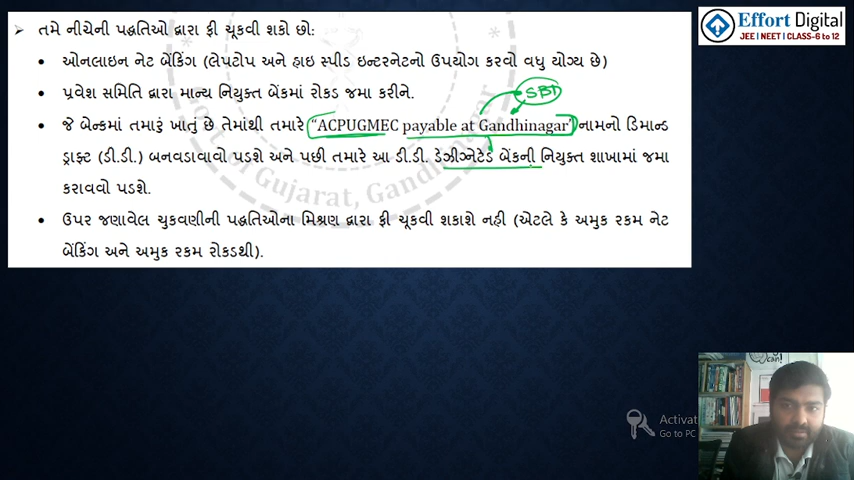 ➢ તમે નીચેની પદ્ધતિઓ દ્વારા ફી ચૂકવી શકો છો:
• ઓનલાઇન નેટ બેંકિંગ (લેપટોપ અને હાઇ સ્પીડ ઇન્ટરનેટનો ઉપયોગ કરવો વધુ યોગ્ય છે)
SBI
• પ્રવેશ સમિતિ દ્વારા માન્ય નિયુક્ત બેંકમાં રોકડ જમા કરીને.
• જે બેન્કમાં તમારું ખાતું છે તેમાંથી તમારે "ACPUGMEC payable at Gandhinagar" નામનો ડિમાન્ડ
ડ્રાફ્ટ (ડી.ડી.) બનવડાવાવો પડશે અને પછી તમારે આ ડી.ડી. ડેઝીગ્નેટેડ બેંકની નિયુક્ત શાખામાં જમા
કરાવવો પડશે.
• ઉપર જણાવેલ ચુકવણીની પદ્ધતિઓના મિશ્રણ દ્વારા ફી ચૂકવી શકાશે નહી (એટલે કે અમુક રકમ નેટ
બેંકિંગ અને અમુક રકમ રોકડથી).
of Gujarat, Gandhinagar
Effort Digital
JEE | NEET | CLASS-6 to 12
Activat
Go to PC